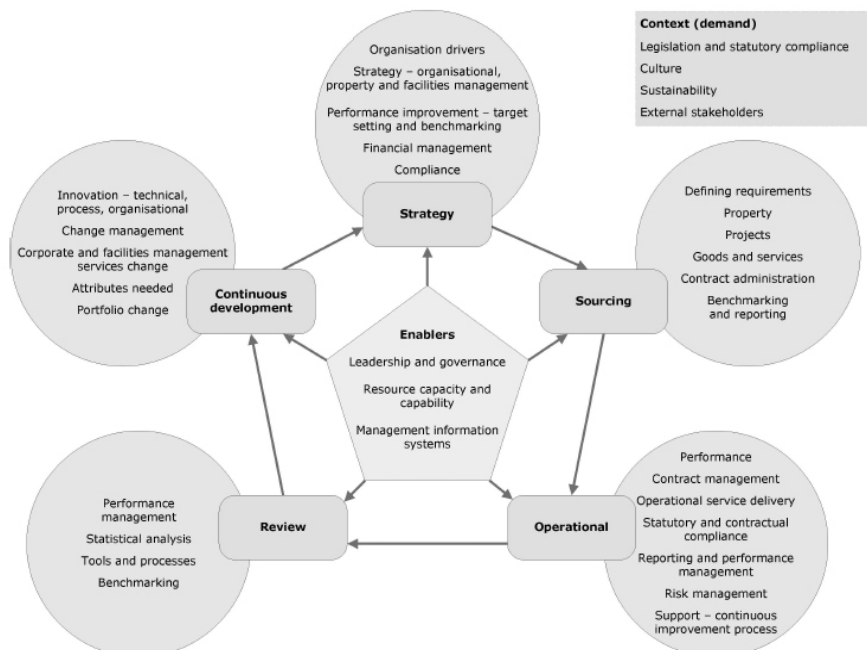 Organisation drivers
Strategy – organisational,
property and facilities management
Performance improvement – target
setting and benchmarking
Financial management
Compliance
Strategy
Context (demand)
Legislation and statutory compliance
Culture
Sustainability
External stakeholders
Innovation – technical,
process, organisational
Change management
Corporate and facilities management
services change
Attributes needed
Portfolio change
Continuous
development
Defining requirements
Property
Projects
Goods and services
Contract administration
Benchmarking
and reporting
Sourcing
Enablers
Leadership and governance
Resource capacity and
capability
Management information
systems
Performance
management
Statistical analysis
Tools and processes
Benchmarking
Review
Operational
Performance
Contract management
Operational service delivery
Statutory and contractual
compliance
Reporting and performance
management
Risk management
Support – continuous
improvement process